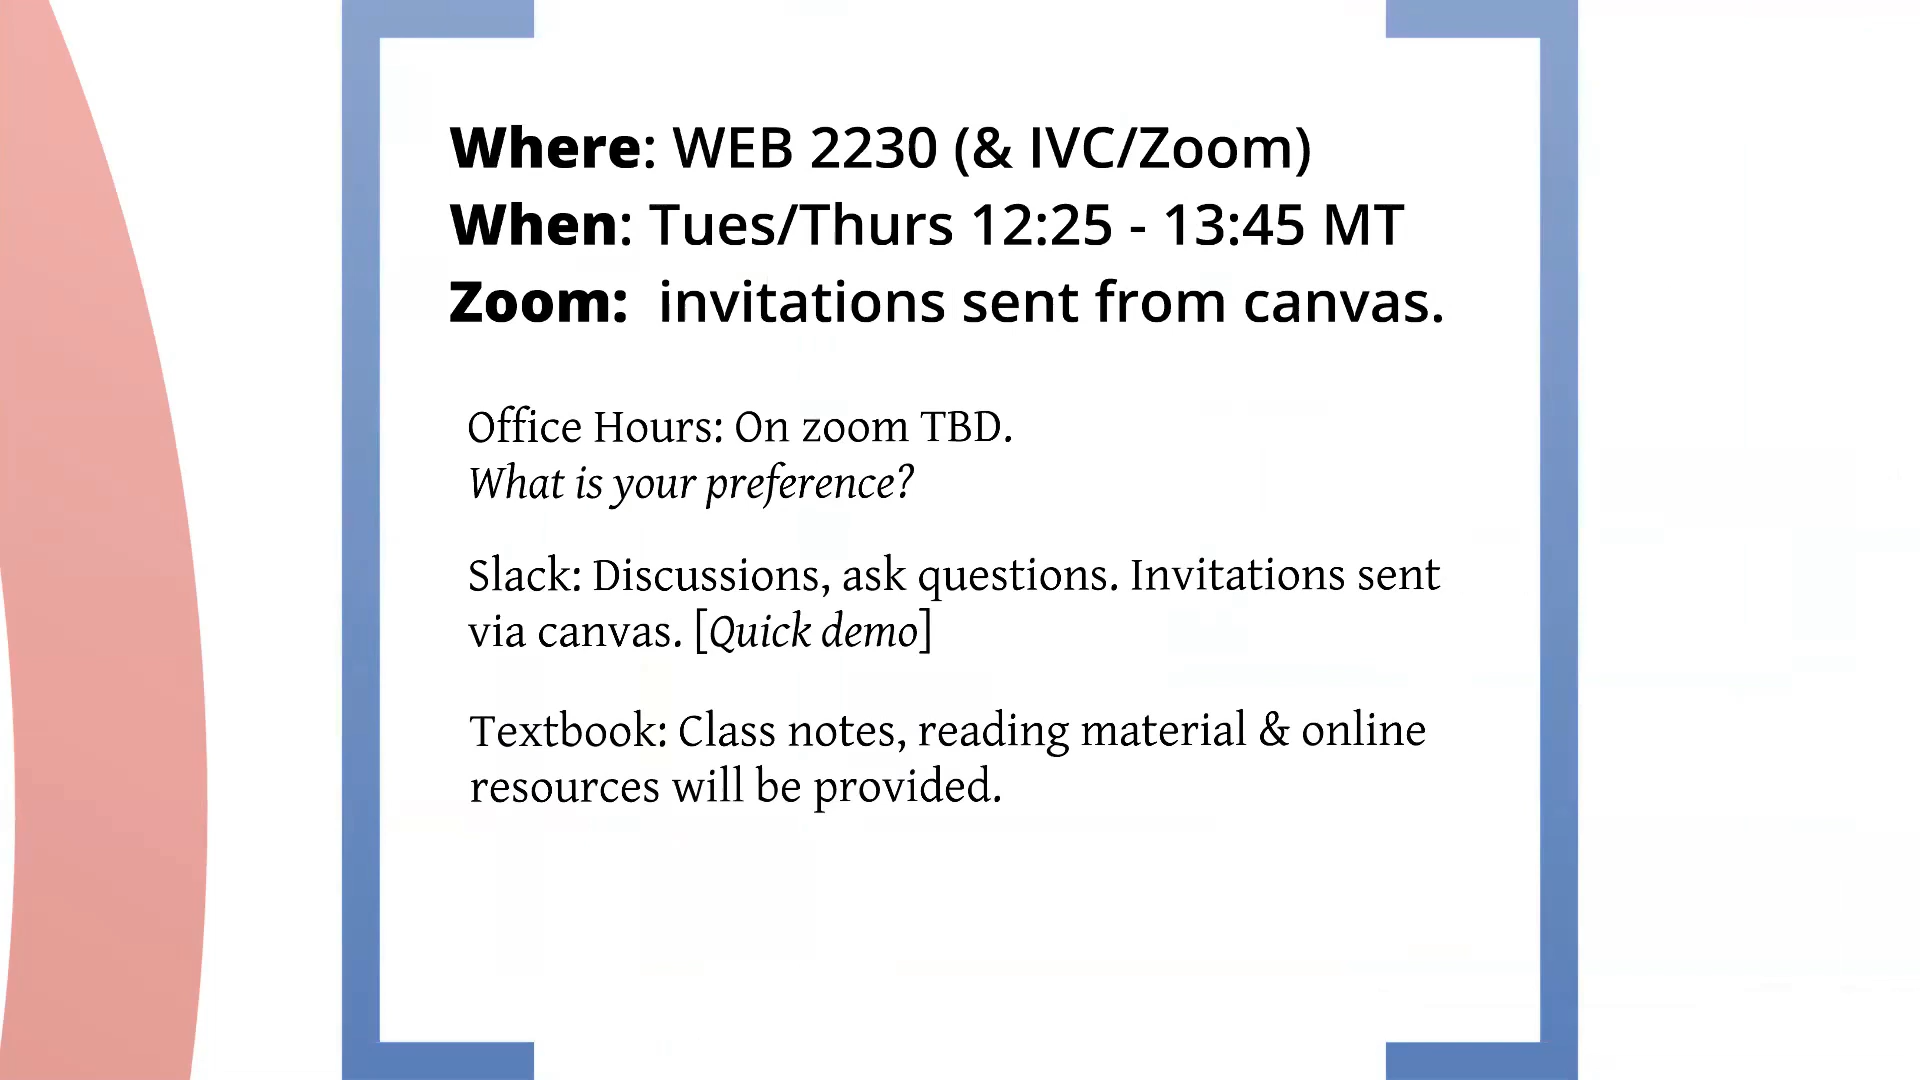 Where: WEB 2230 (& IVC/Zoom)
When: Tues/Thurs 12:25 - 13:45 MT
Zoom: invitations sent from canvas.
Office Hours: On zoom TBD.
What is your preference?
Slack: Discussions, ask questions. Invitations sent
via canvas. [Quick demo]
Textbook: Class notes, reading material & online
resources will be provided.